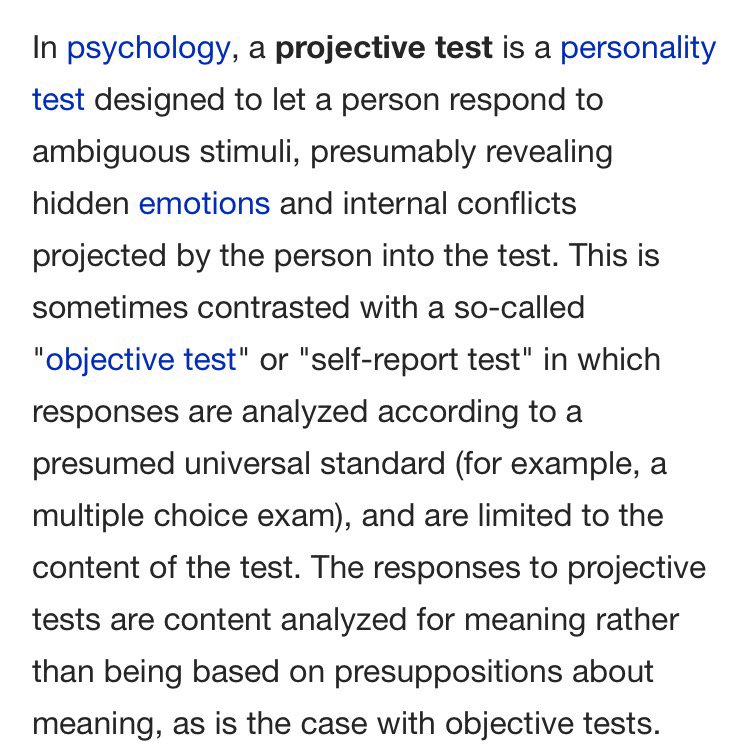 In psychology, a projective test is a personality
test designed to let a person respond to
ambiguous stimuli, presumably revealing
hidden emotions and internal conflicts
projected by the person into the test. This is
sometimes contrasted with a so-called
"objective test" or "self-report test" in which
responses are analyzed according to a
presumed universal standard (for example, a
multiple choice exam), and are limited to the
content of the test. The responses to projective
tests are content analyzed for meaning rather
than being based on presuppositions about
meaning, as is the case with objective tests.